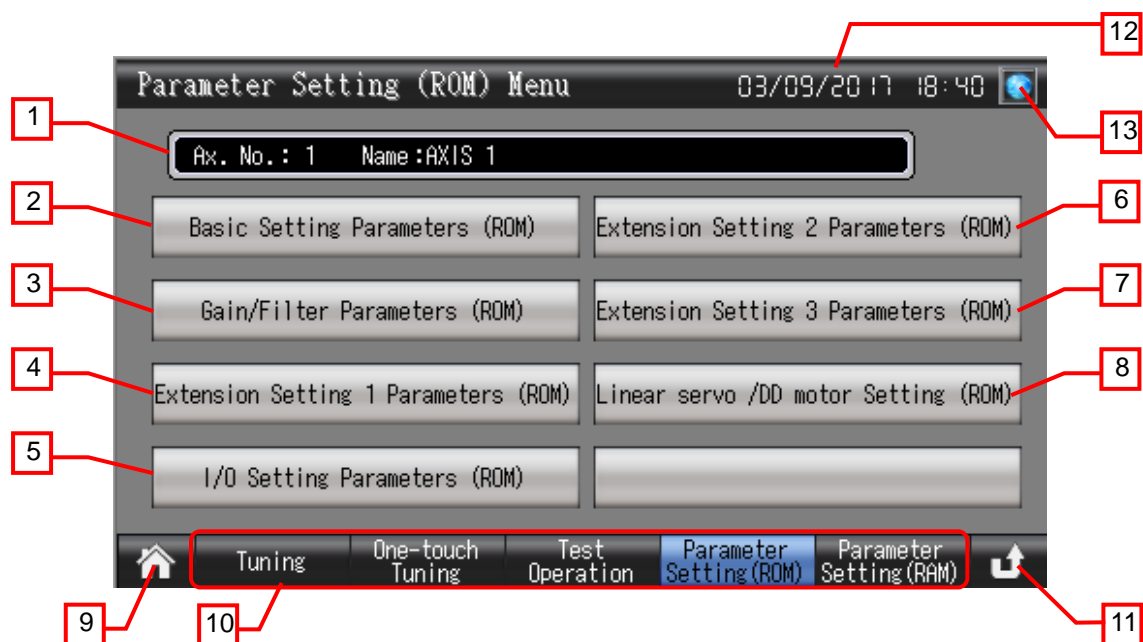 12
Parameter Setting (ROM) Menu 03/09/2017 18:40
1
13
Ax. No.: 1 Name:AXIS 1
2
Basic Setting Parameters (ROM)
Extension Setting 2 Parameters (ROM)
6
3
Gain/Filter Parameters (ROM)
Extension Setting 3 Parameters (ROM)
7
4
Extension Setting 1 Parameters (ROM)
Linear servo /DD motor Setting (ROM)
8
5
I/O Setting Parameters (ROM)
Tuning
One-touch
Tuning
Test
Operation
Parameter
Setting(ROM)
Parameter
Setting(RAM)
9
10
11